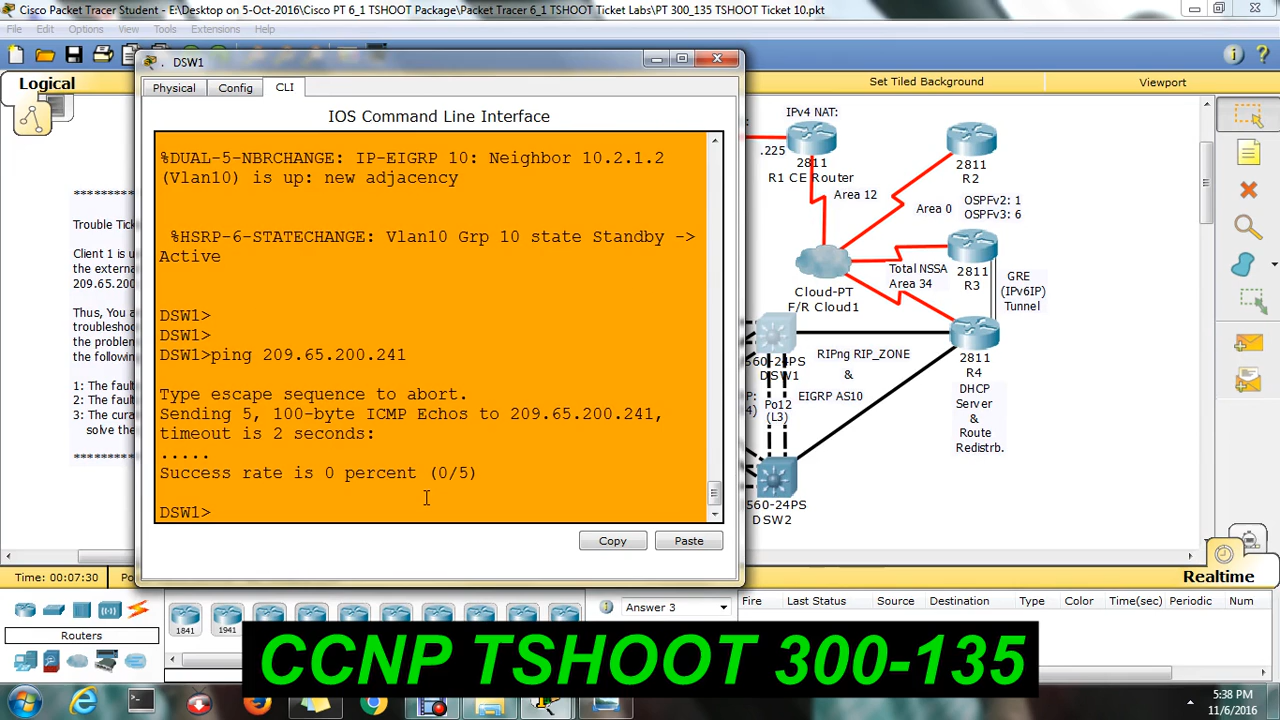 Cisco Packet Tracer Student - E:\Desktop on 5-Oct-2016\Cisco PT 6_1 TSHOOT Package\Packet Tracer 6_1 TSHOOT Ticket Labs\PT 300_135 TSHOOT Ticket 10.pkt
File Edit Options View Tools Extensions Help
Logical
Set Tiled Background
Viewport
DSW1
Physical
Config
CLI
IOS Command Line Interface
%DUAL-5-NBRCHANGE: IP-EIGRP 10: Neighbor 10.2.1.2
(Vlan10) is up: new adjacency
%HSRP-6-STATECHANGE: Vlan10 Grp 10 state Standby ->
Active
DSW1>
DSW1>
DSW1>ping 209.65.200.241
Type escape sequence to abort.
Sending 5, 100-byte ICMP Echos to 209.65.200.241,
timeout is 2 seconds:
.....
Success rate is 0 percent (0/5)
DSW1>
Copy
Paste
**********
Trouble Tick
Client 1 is u
the external
209.65.200
Thus, You a
troubleshoo
the problem
the followin
1: The fault
2: The fault
3: The cura
solve the
**********
IPv4 NAT:
.225
2811
R1 CE Router
2811
R2
Area 12
Area 0
OSPFv2: 1
OSPFv3: 6
Cloud-PT
F/R Cloud1
Total NSSA
Area 34
2811
R3
GRE
(IPv6IP)
Tunnel
560-24PS
DSW1
RIPng RIP_ZONE
&
EIGRP AS10
2811
R4
DHCP
Server
&
Route
Redistrb.
Po12
(L3)
560-24PS
DSW2
Time: 00:07:30
Realtime
Routers
1841
1941
Answer 3
Fire Last Status Source Destination Type Color Time(sec) Periodic Num
CCNP TSHOOT 300-135
5:38 PM
11/6/2016